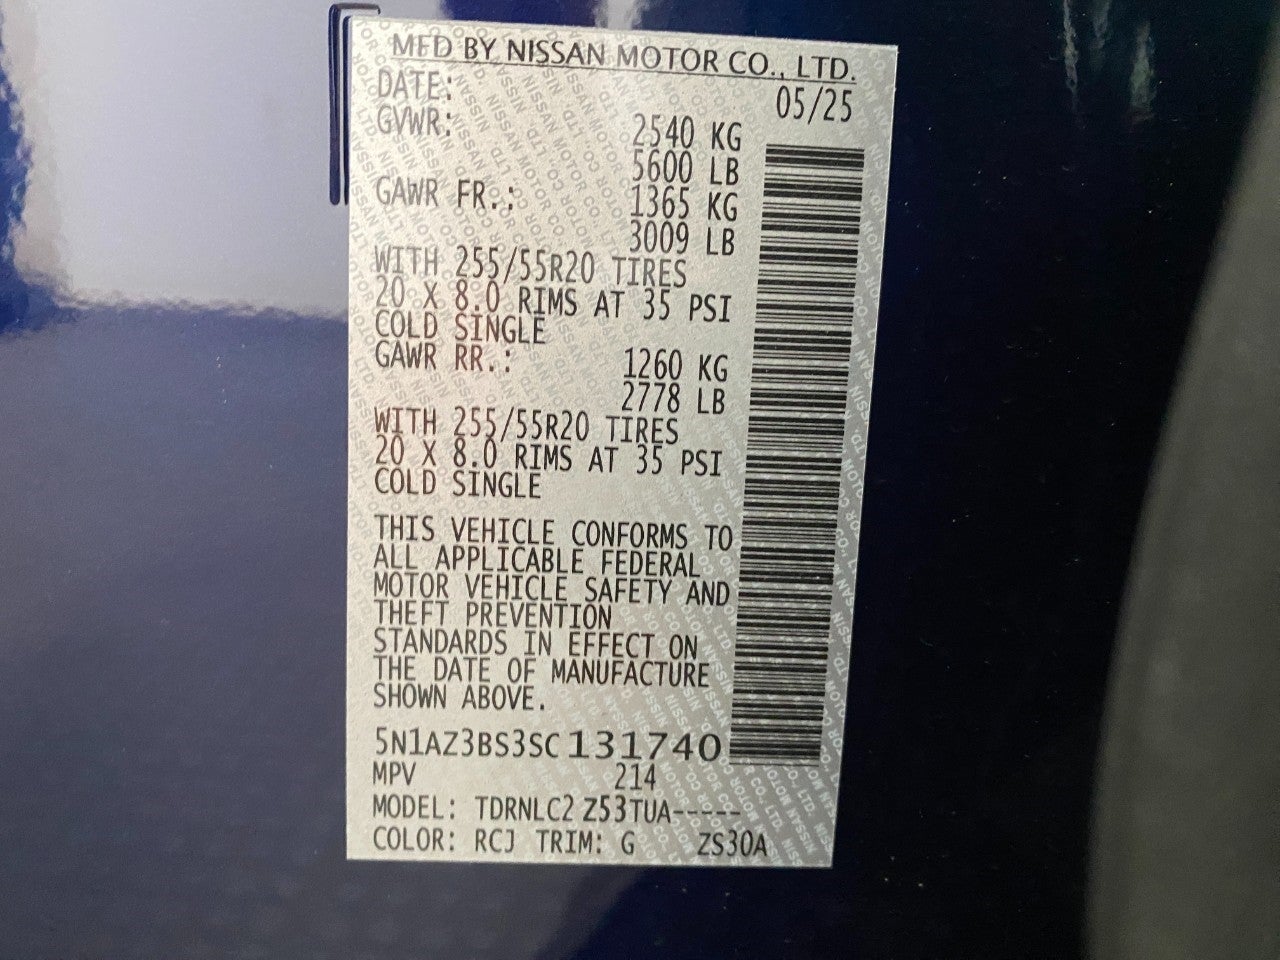 MFD BY NISSAN MOTOR CO., LTD.
DATE: 05/25
GVWR: 2540 KG
5600 LB
GAWR FR.: 1365 KG
3009 LB
WITH 255/55R20 TIRES
20 X 8.0 RIMS AT 35 PSI
COLD SINGLE
GAWR RR.: 1260 KG
2778 LB
WITH 255/55R20 TIRES
20 X 8.0 RIMS AT 35 PSI
COLD SINGLE
THIS VEHICLE CONFORMS TO
ALL APPLICABLE FEDERAL
MOTOR VEHICLE SAFETY AND
THEFT PREVENTION
STANDARDS IN EFFECT ON
THE DATE OF MANUFACTURE
SHOWN ABOVE.
5N1AZ3BS3SC131740
MPV 214
MODEL: TDRNLC2 Z53TUA-----
COLOR: RCJ TRIM: G ZS30A